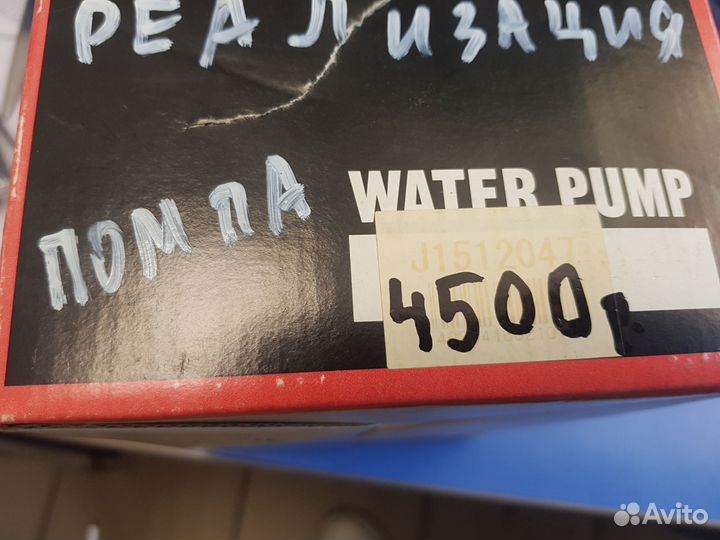 РЕАЛИЗАЦИЯ
ПОМПА
WATER PUMP
J1512047
4500р
Avito